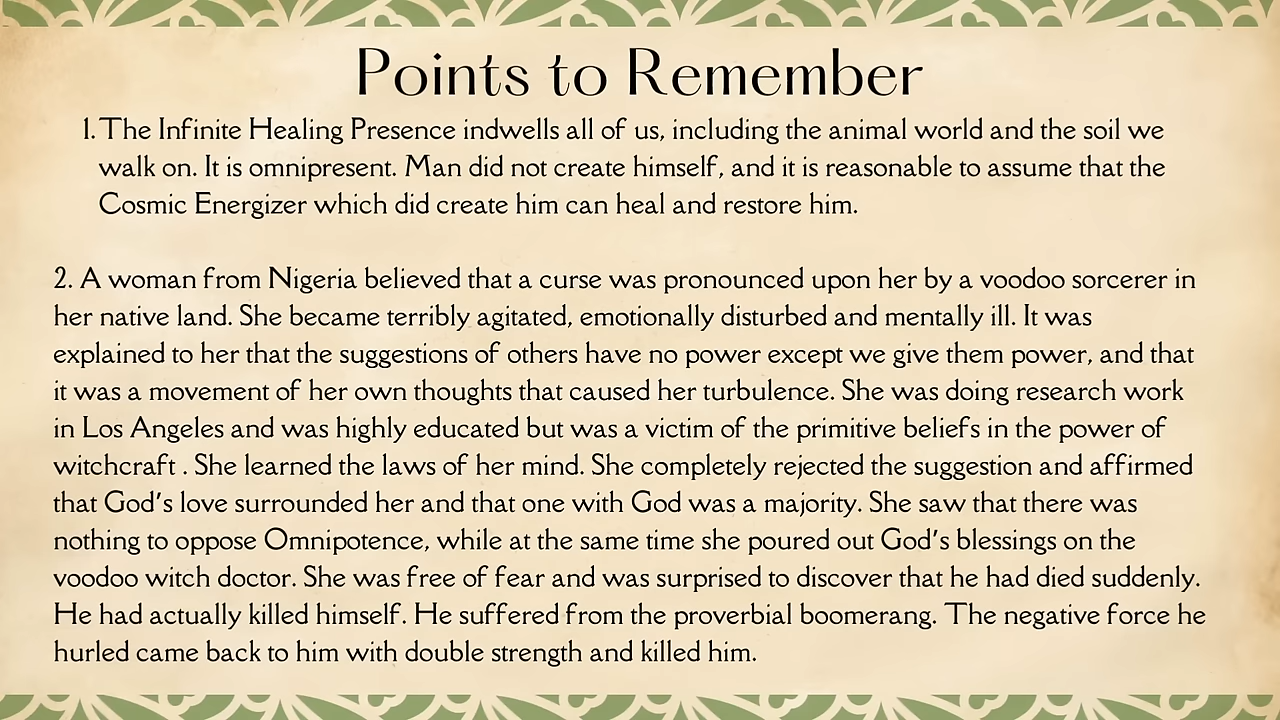 Points to Remember
1. The Infinite Healing Presence indwells all of us, including the animal world and the soil we
walk on. It is omnipresent. Man did not create himself, and it is reasonable to assume that the
Cosmic Energizer which did create him can heal and restore him.
2. A woman from Nigeria believed that a curse was pronounced upon her by a voodoo sorcerer in
her native land. She became terribly agitated, emotionally disturbed and mentally ill. It was
explained to her that the suggestions of others have no power except we give them power, and that
it was a movement of her own thoughts that caused her turbulence. She was doing research work
in Los Angeles and was highly educated but was a victim of the primitive beliefs in the power of
witchcraft . She learned the laws of her mind. She completely rejected the suggestion and affirmed
that God's love surrounded her and that one with God was a majority. She saw that there was
nothing to oppose Omnipotence, while at the same time she poured out God's blessings on the
voodoo witch doctor. She was free of fear and was surprised to discover that he had died suddenly.
He had actually killed himself. He suffered from the proverbial boomerang. The negative force he
hurled came back to him with double strength and killed him.